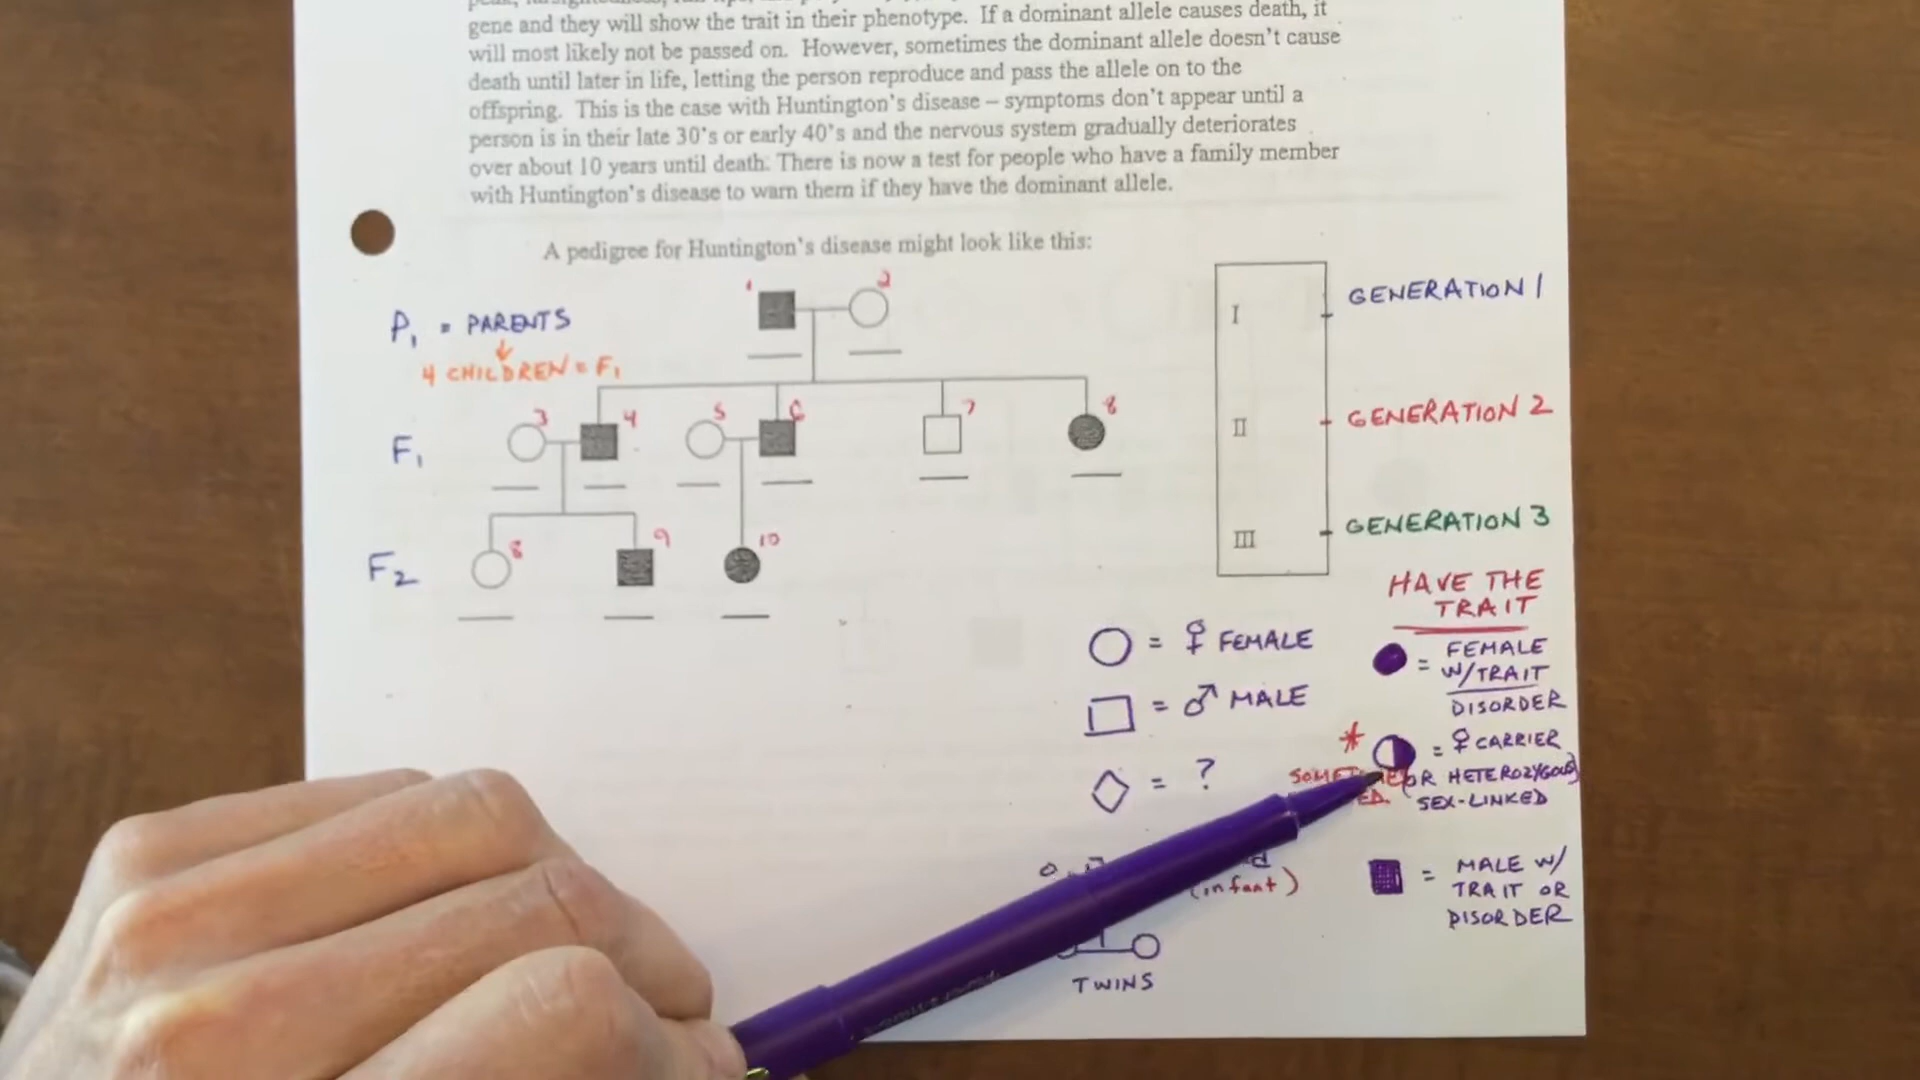 gene and they will show the trait in their phenotype. If a dominant allele causes death, it
will most likely not be passed on. However, sometimes the dominant allele doesn't cause
death until later in life, letting the person reproduce and pass the allele on to the
offspring. This is the case with Huntington's disease – symptoms don't appear until a
person is in their late 30's or early 40's and the nervous system gradually deteriorates
over about 10 years until death. There is now a test for people who have a family member
with Huntington's disease to warn them if they have the dominant allele.
A pedigree for Huntington's disease might look like this:
1 2
P1 = PARENTS
4 CHILDREN = F1
3 4 5 6 7 8
F1
8 9 10
F2
I
GENERATION 1
II
GENERATION 2
III
GENERATION 3
HAVE THE
TRAIT
= ♀ FEMALE
= ♂ MALE
= ?
(infant)
TWINS
= FEMALE
W/TRAIT
DISORDER
* = ♀ CARRIER
OR HETEROZYGOUS
SEX-LINKED
= MALE W/
TRAIT OR
DISORDER